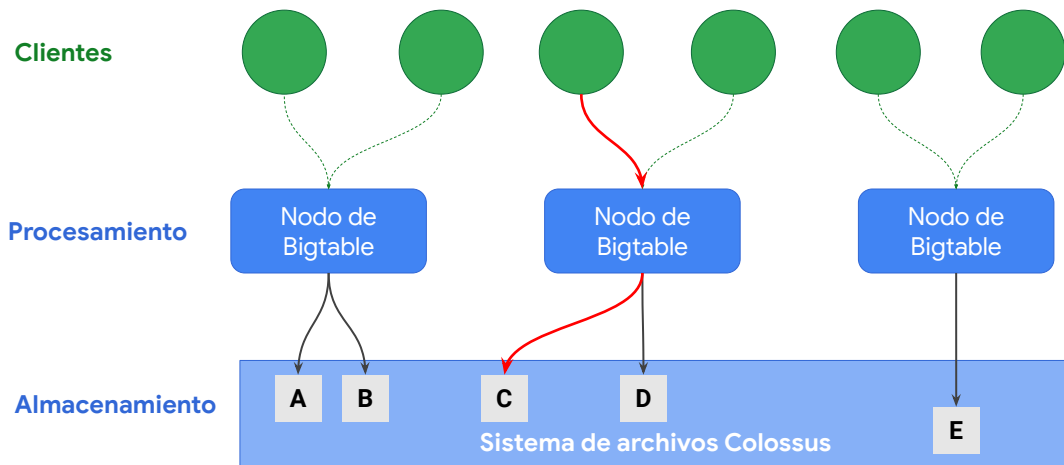 Clientes
Procesamiento
Nodo de
Bigtable
Nodo de
Bigtable
Nodo de
Bigtable
Almacenamiento
A
B
C
D
E
Sistema de archivos Colossus